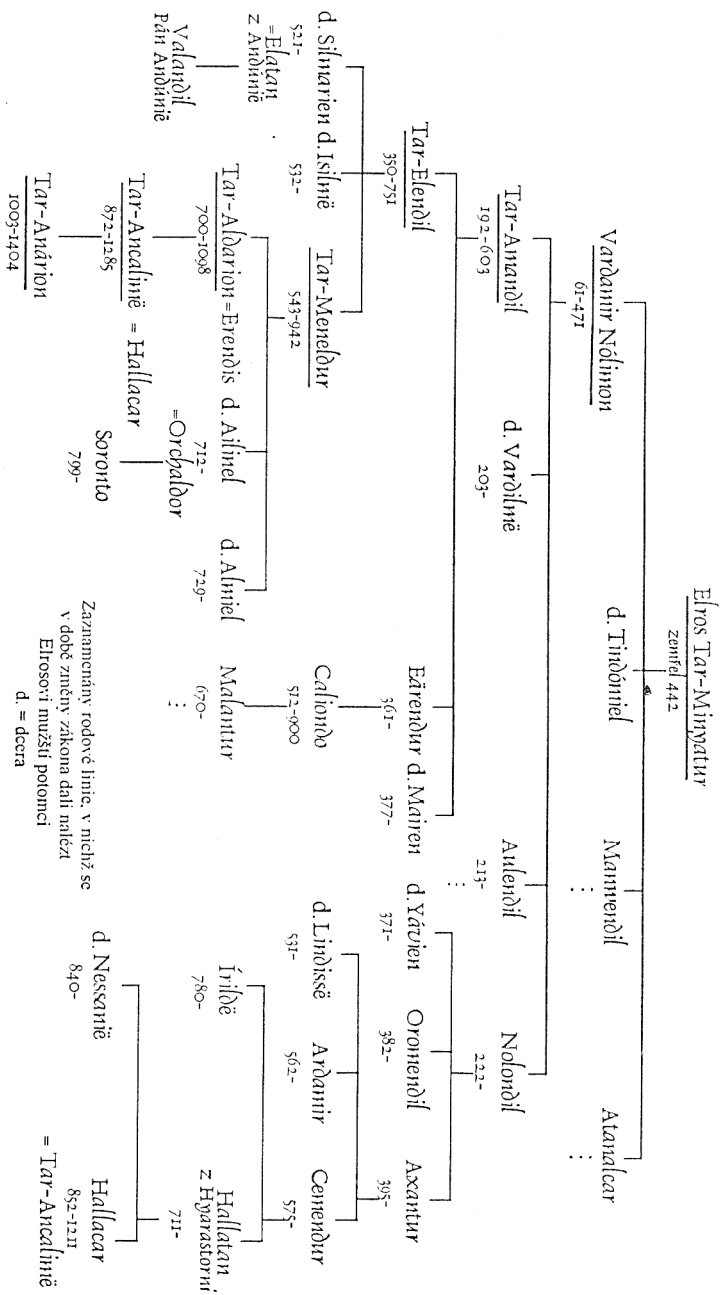 Elros Tar-Minyatur
zemřel 442
Vardamir Nólimon
61-471
d. Tindómiel
Manwendil
⋮
Atanalcar
⋮
Tar-Amandil
192-603
d. Vardilmë
203-
Aulendil
213-
⋮
Nolondil
222-
Tar-Elendil
350-751
Eärendur
361-
d. Mairen
377-
d. Yávien
371-
Oromendil
382-
Axantur
395-
d. Silmarien
521-
=Elatan
z Andúnië
d. Isilmë
532-
Tar-Meneldur
543-942
Caliondo
512-900
d. Lindissë
531-
Ardamir
562-
Cemendur
575-
Valandil
Pán Andúnië
Tar-Aldarion=Erendis
700-1098
d. Ailinel
712-
=Orchaldor
d. Almiel
729-
Malantur
670-
⋮
Írildë
780-
Hallatan
z Hyarastorni
711-
Tar-Ancalimë = Hallacar
872-1285
Soronto
799-
d. Nessanië
840-
Hallacar
852-1211
= Tar-Ancalimë
Tar-Anárion
1003-1404
Zaznamenány rodové linie, v nichž se
v době změny zákona dali nalézt
Elrosovi mužští potomci
d. = dcera